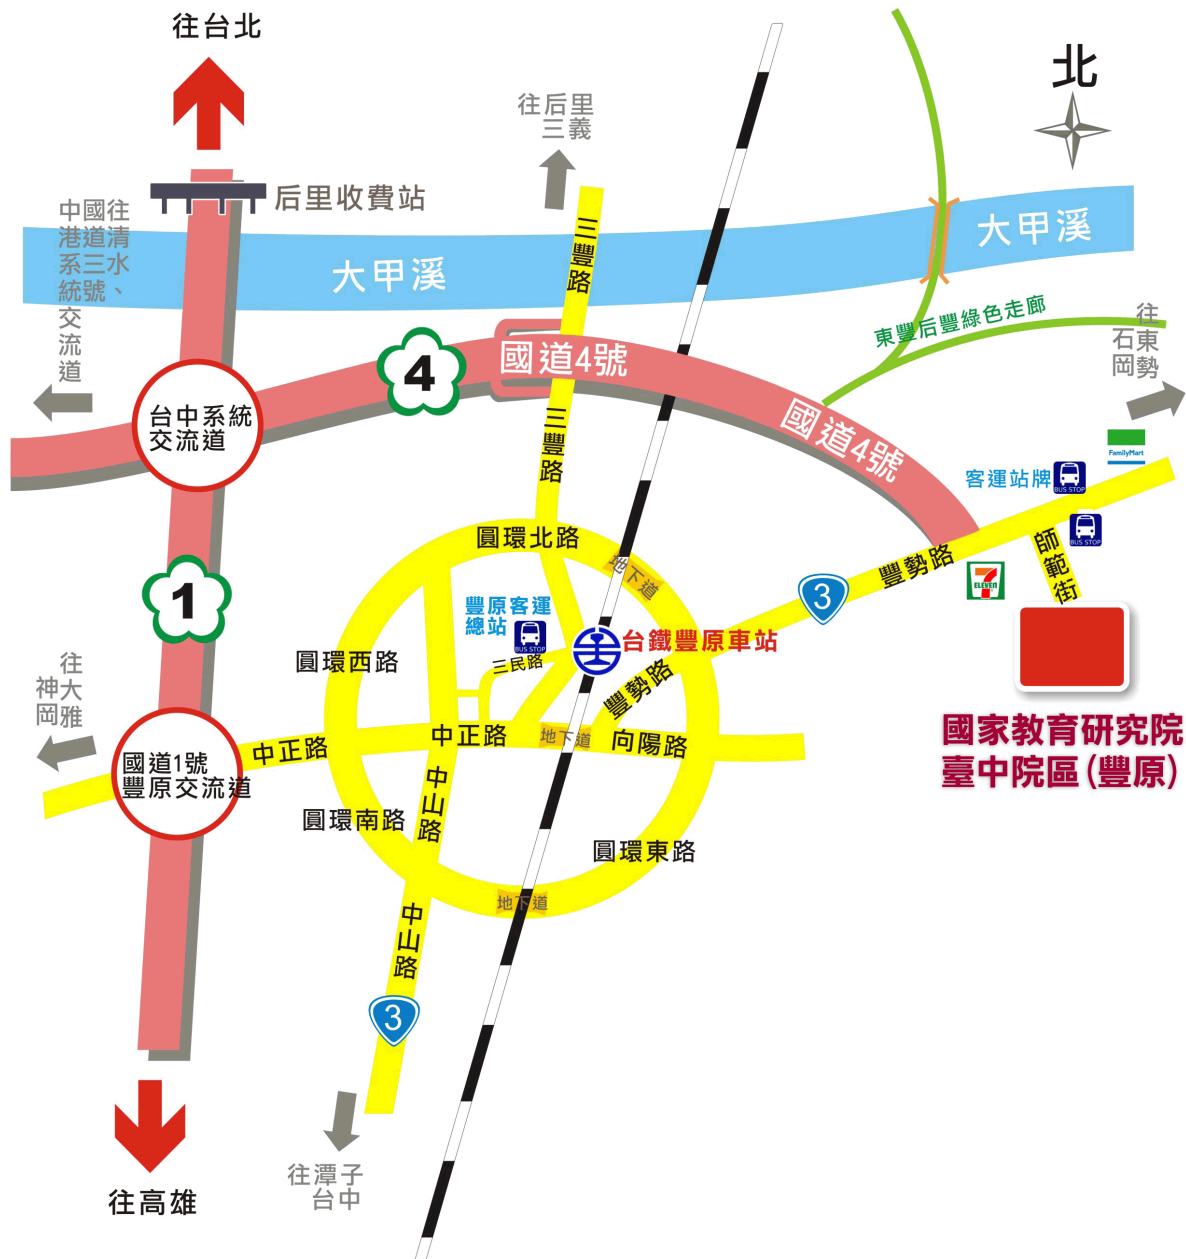 往台北
北
往后里
三義
后里收費站
往清水、
國道三號
中港系統交流道
大甲溪
大甲溪
三豐路
東豐后豐綠色走廊
往東勢
石岡
國道4號
4
台中系統
交流道
三豐路
國道4號
FamilyMart
客運站牌
BUS STOP
BUS STOP
圓環北路
地下道
豐勢路
師範街
7
ELEVEN
1
3
豐原客運
總站
BUS STOP
台鐵豐原車站
三民路
圓環西路
豐勢路
往大雅
神岡
國家教育研究院
臺中院區(豐原)
中正路
中正路
地下道
向陽路
國道1號
豐原交流道
中山路
圓環南路
圓環東路
地下道
中山路
3
往潭子
台中
往高雄